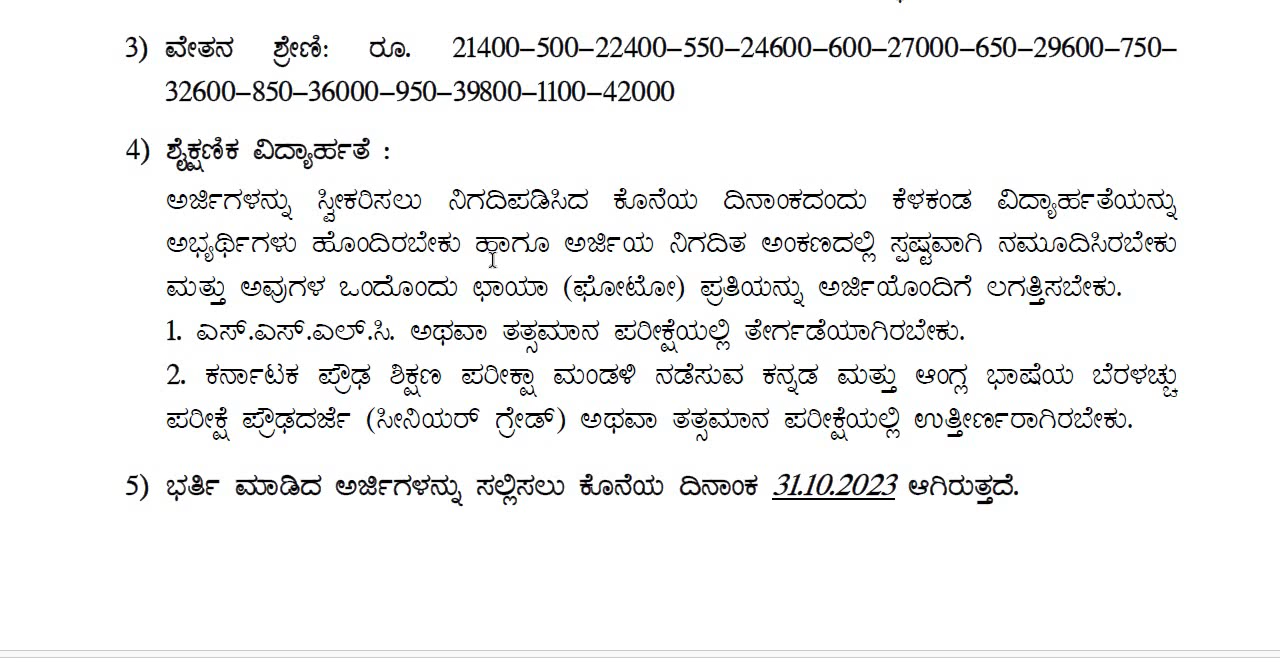 3) ವೇತನ ಶ್ರೇಣಿ: ರೂ. 21400–500–22400–550–24600–600–27000–650–29600–750–
32600–850–36000–950–39800–1100–42000
4) ಶೈಕ್ಷಣಿಕ ವಿದ್ಯಾರ್ಹತೆ :
ಅರ್ಜಿಗಳನ್ನು ಸ್ವೀಕರಿಸಲು ನಿಗದಿಪಡಿಸಿದ ಕೊನೆಯ ದಿನಾಂಕದಂದು ಕೆಳಕಂಡ ವಿದ್ಯಾರ್ಹತೆಯನ್ನು
ಅಭ್ಯರ್ಥಿಗಳು ಹೊಂದಿರಬೇಕು ಹಾಗೂ ಅರ್ಜಿಯ ನಿಗದಿತ ಅಂಕಣದಲ್ಲಿ ಸ್ಪಷ್ಟವಾಗಿ ನಮೂದಿಸಿರಬೇಕು
ಮತ್ತು ಅವುಗಳ ಒಂದೊಂದು ಛಾಯಾ (ಫೋಟೋ) ಪ್ರತಿಯನ್ನು ಅರ್ಜಿಯೊಂದಿಗೆ ಲಗತ್ತಿಸಬೇಕು.
1. ಎಸ್.ಎಸ್.ಎಲ್.ಸಿ. ಅಥವಾ ತತ್ಸಮಾನ ಪರೀಕ್ಷೆಯಲ್ಲಿ ತೇರ್ಗಡೆಯಾಗಿರಬೇಕು.
2. ಕರ್ನಾಟಕ ಪ್ರೌಢ ಶಿಕ್ಷಣ ಪರೀಕ್ಷಾ ಮಂಡಳಿ ನಡೆಸುವ ಕನ್ನಡ ಮತ್ತು ಆಂಗ್ಲ ಭಾಷೆಯ ಬೆರಳಚ್ಚು
ಪರೀಕ್ಷೆ ಪ್ರೌಢದರ್ಜೆ (ಸೀನಿಯರ್ ಗ್ರೇಡ್) ಅಥವಾ ತತ್ಸಮಾನ ಪರೀಕ್ಷೆಯಲ್ಲಿ ಉತ್ತೀರ್ಣರಾಗಿರಬೇಕು.
5) ಭರ್ತಿ ಮಾಡಿದ ಅರ್ಜಿಗಳನ್ನು ಸಲ್ಲಿಸಲು ಕೊನೆಯ ದಿನಾಂಕ 31.10.2023 ಆಗಿರುತ್ತದೆ.